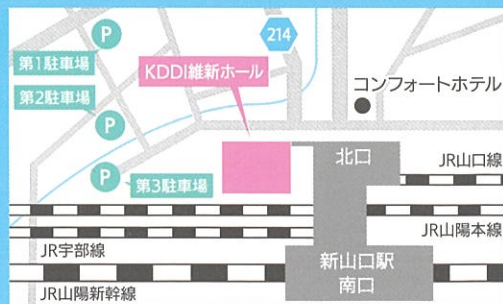 P
第1駐車場
第2駐車場
P
P
第3駐車場
KDDI維新ホール
214
コンフォートホテル
北口
JR山口線
JR山陽本線
JR宇部線
新山口駅
南口
JR山陽新幹線